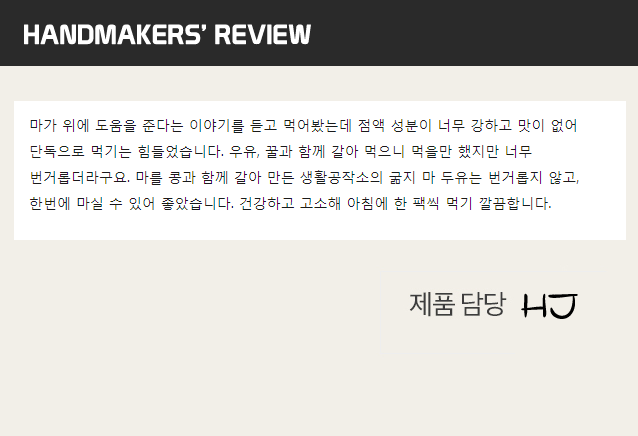 HANDMAKERS’ REVIEW
마가 위에 도움을 준다는 이야기를 듣고 먹어봤는데 점액 성분이 너무 강하고 맛이 없어
단독으로 먹기는 힘들었습니다. 우유, 꿀과 함께 갈아 먹으니 먹을만 했지만 너무
번거롭더라구요. 마를 콩과 함께 갈아 만든 생활공작소의 굶지 마 두유는 번거롭지 않고,
한번에 마실 수 있어 좋았습니다. 건강하고 고소해 아침에 한 팩씩 먹기 깔끔합니다.
제품 담당 HJ